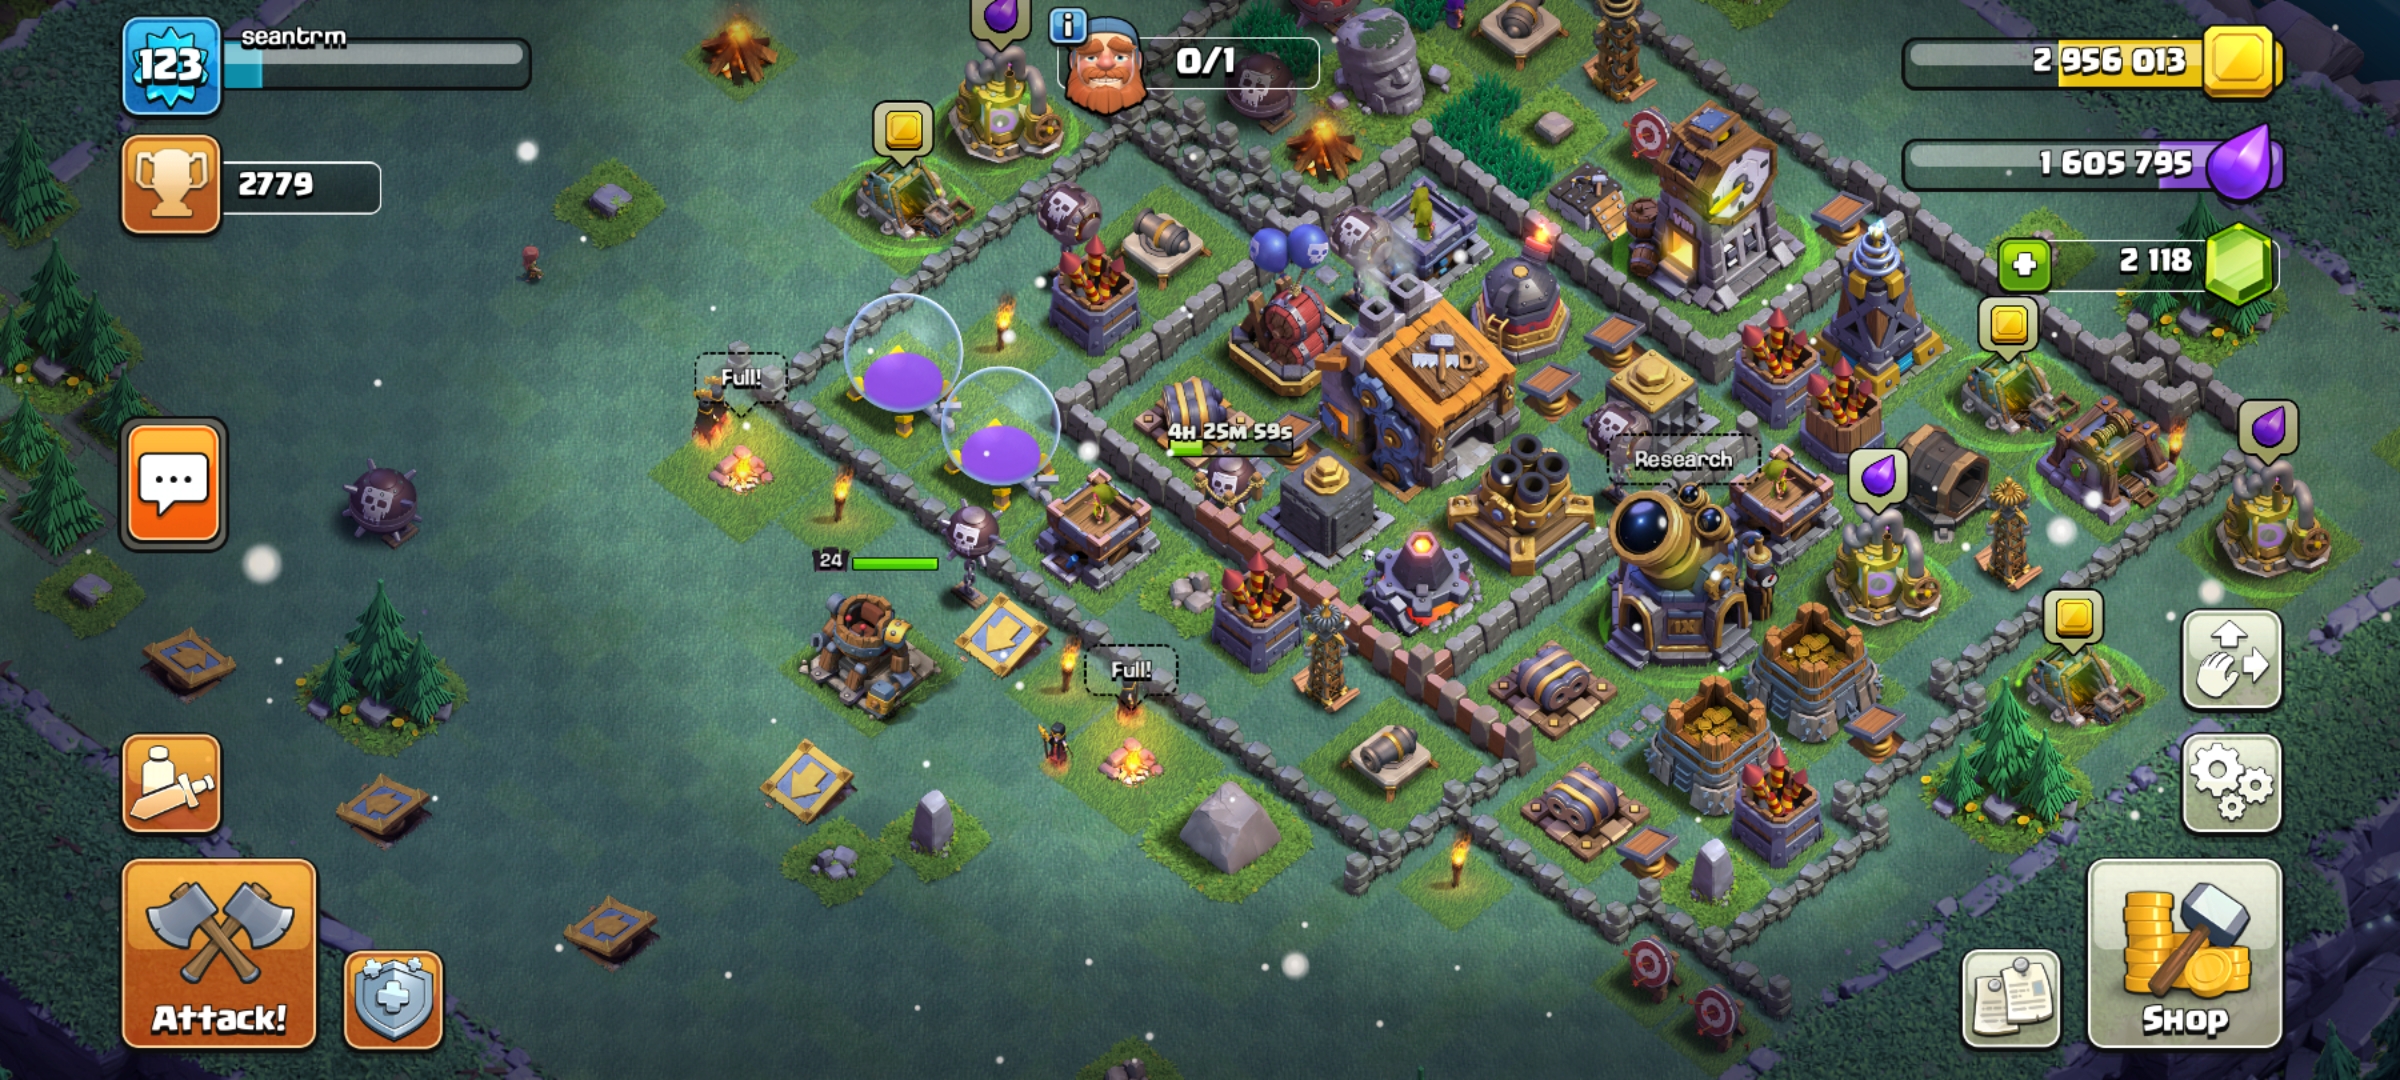 123
seantrm
0/1
2 956 013
2779
1 605 795
2 118
Full!
4H 25M 59S
Research
24
Full!
IX
Attack!
Shop